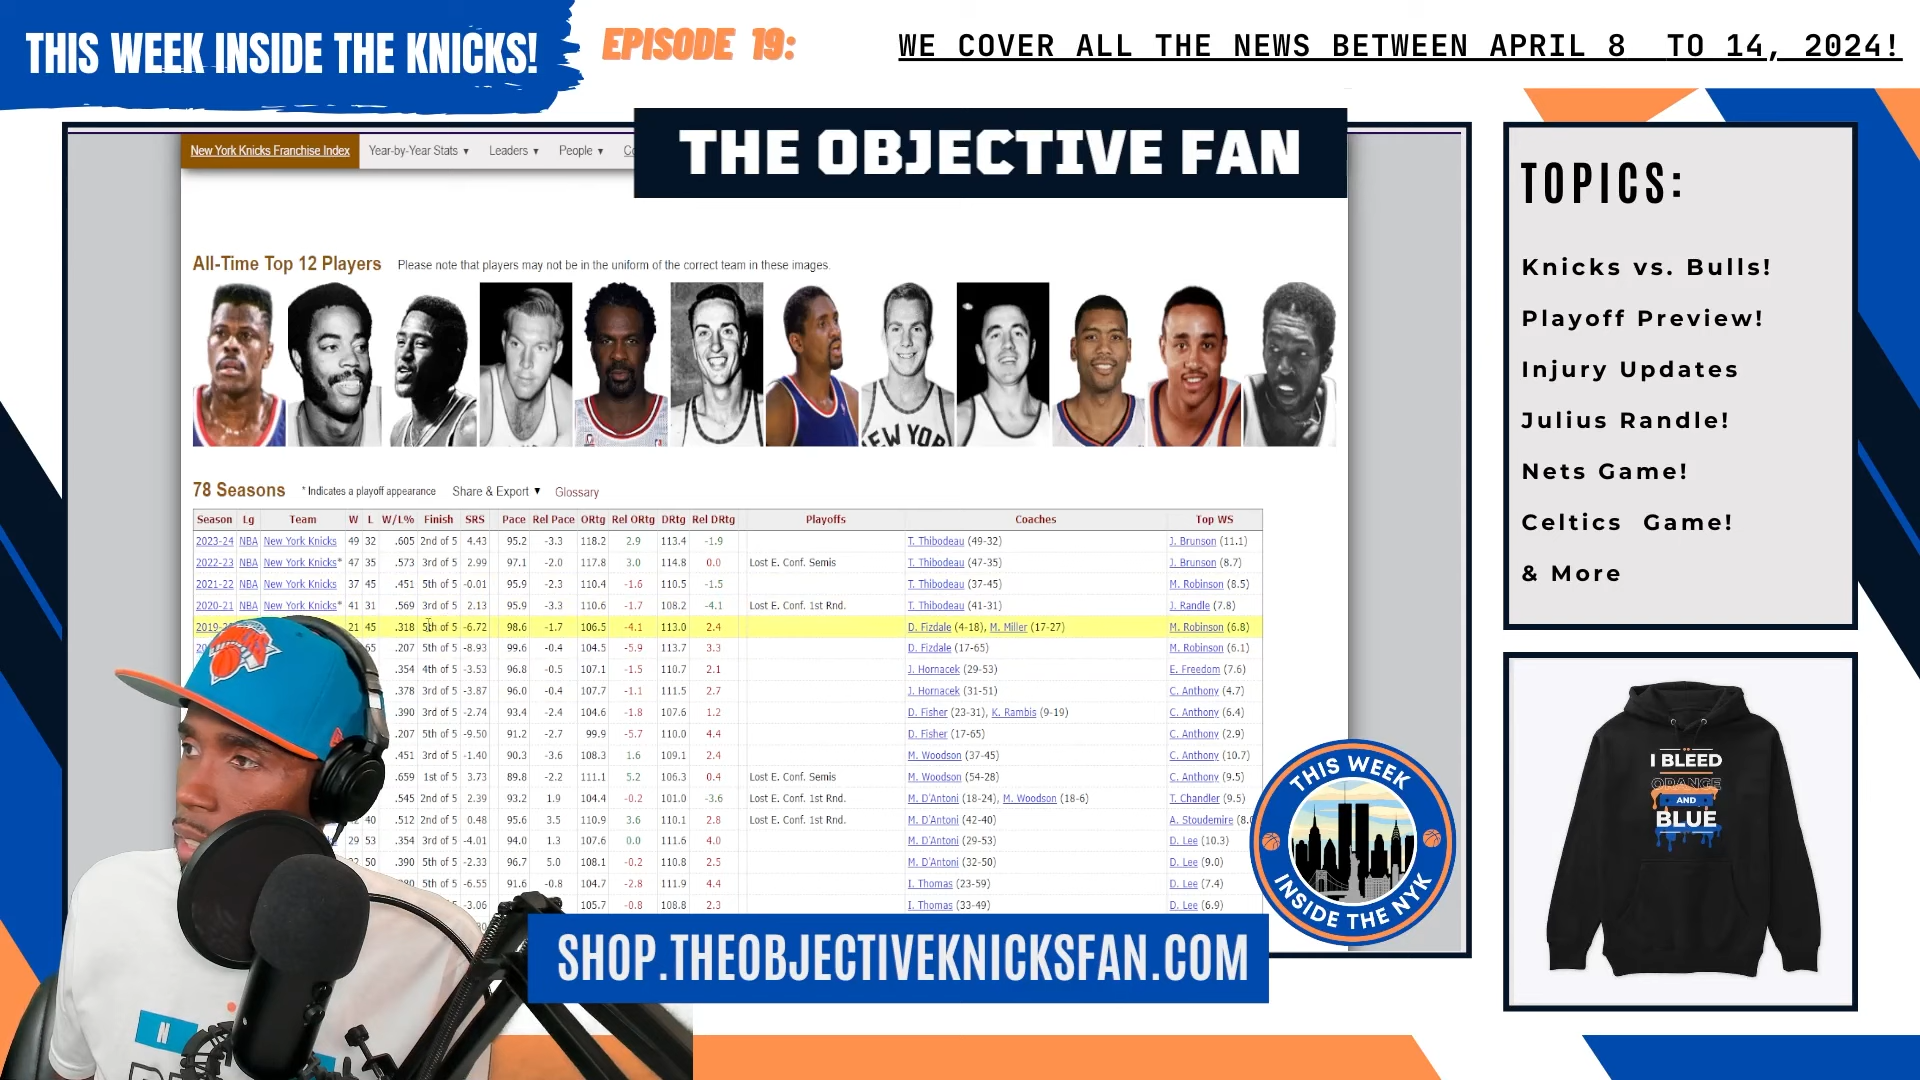 THIS WEEK INSIDE THE KNICKS!
EPISODE 19:
WE COVER ALL THE NEWS BETWEEN APRIL 8 TO 14, 2024!
THE OBJECTIVE FAN
New York Knicks Franchise Index Year-by-Year Stats ▼ Leaders ▼ People ▼
All-Time Top 12 Players Please note that players may not be in the uniform of the correct team in these images.
NEW YOR
78 Seasons * Indicates a playoff appearance Share & Export ▼ Glossary
Season Lg Team W L W/L% Finish SRS Pace Rel Pace ORtg Rel ORtg DRtg Rel DRtg Playoffs Coaches Top WS
2023-24 NBA New York Knicks 49 32 .605 2nd of 5 4.43 95.2 -3.3 118.2 2.9 113.4 -1.9 T. Thibodeau (49-32) J. Brunson (11.1)
2022-23 NBA New York Knicks* 47 35 .573 3rd of 5 2.99 97.1 -2.0 117.8 3.0 114.8 0.0 Lost E. Conf. Semis T. Thibodeau (47-35) J. Brunson (8.7)
2021-22 NBA New York Knicks 37 45 .451 5th of 5 -0.01 95.9 -2.3 110.4 -1.6 110.5 -1.5 T. Thibodeau (37-45) M. Robinson (8.5)
2020-21 NBA New York Knicks* 41 31 .569 3rd of 5 2.13 95.9 -3.3 110.6 -1.7 108.2 -4.1 Lost E. Conf. 1st Rnd. T. Thibodeau (41-31) J. Randle (7.8)
2019-2 21 45 .318 5th of 5 -6.72 98.6 -1.7 106.5 -4.1 113.0 2.4 D. Fizdale (4-18), M. Miller (17-27) M. Robinson (6.8)
20 65 .207 5th of 5 -8.93 99.6 -0.4 104.5 -5.9 113.7 3.3 D. Fizdale (17-65) M. Robinson (6.1)
.354 4th of 5 -3.53 96.8 -0.5 107.1 -1.5 110.7 2.1 J. Hornacek (29-53) E. Freedom (7.6)
.378 3rd of 5 -3.87 96.0 -0.4 107.7 -1.1 111.5 2.7 J. Hornacek (31-51) C. Anthony (4.7)
.390 3rd of 5 -2.74 93.4 -2.4 104.6 -1.8 107.6 1.2 D. Fisher (23-31), K. Rambis (9-19) C. Anthony (6.4)
.207 5th of 5 -9.50 91.2 -2.7 99.9 -5.7 110.0 4.4 D. Fisher (17-65) C. Anthony (2.9)
.451 3rd of 5 -1.40 90.3 -3.6 108.3 1.6 109.1 2.4 M. Woodson (37-45) C. Anthony (10.7)
.659 1st of 5 3.73 89.8 -2.2 111.1 5.2 106.3 0.4 Lost E. Conf. Semis M. Woodson (54-28) C. Anthony (9.5)
.545 2nd of 5 2.39 93.2 1.9 104.4 -0.2 101.0 -3.6 Lost E. Conf. 1st Rnd. M. D'Antoni (18-24), M. Woodson (18-6) T. Chandler (9.5)
40 .512 2nd of 5 0.48 95.6 3.5 110.9 3.6 110.1 2.8 Lost E. Conf. 1st Rnd. M. D'Antoni (42-40) A. Stoudemire (8.
29 53 .354 3rd of 5 -4.01 94.0 1.3 107.6 0.0 111.6 4.0 M. D'Antoni (29-53) D. Lee (10.3)
50 .390 5th of 5 -2.33 96.7 5.0 108.1 -0.2 110.8 2.5 M. D'Antoni (32-50) D. Lee (9.0)
5th of 5 -6.55 91.6 -0.8 104.7 -2.8 111.9 4.4 I. Thomas (23-59) D. Lee (7.4)
5 -3.06 105.7 -0.8 108.8 2.3 I. Thomas (33-49) D. Lee (6.9)
SHOP.THEOBJECTIVEKNICKSFAN.COM
THIS WEEK
INSIDE THE NYK
TOPICS:
Knicks vs. Bulls!
Playoff Preview!
Injury Updates
Julius Randle!
Nets Game!
Celtics Game!
& More
I BLEED
ORANGE
AND
BLUE
N